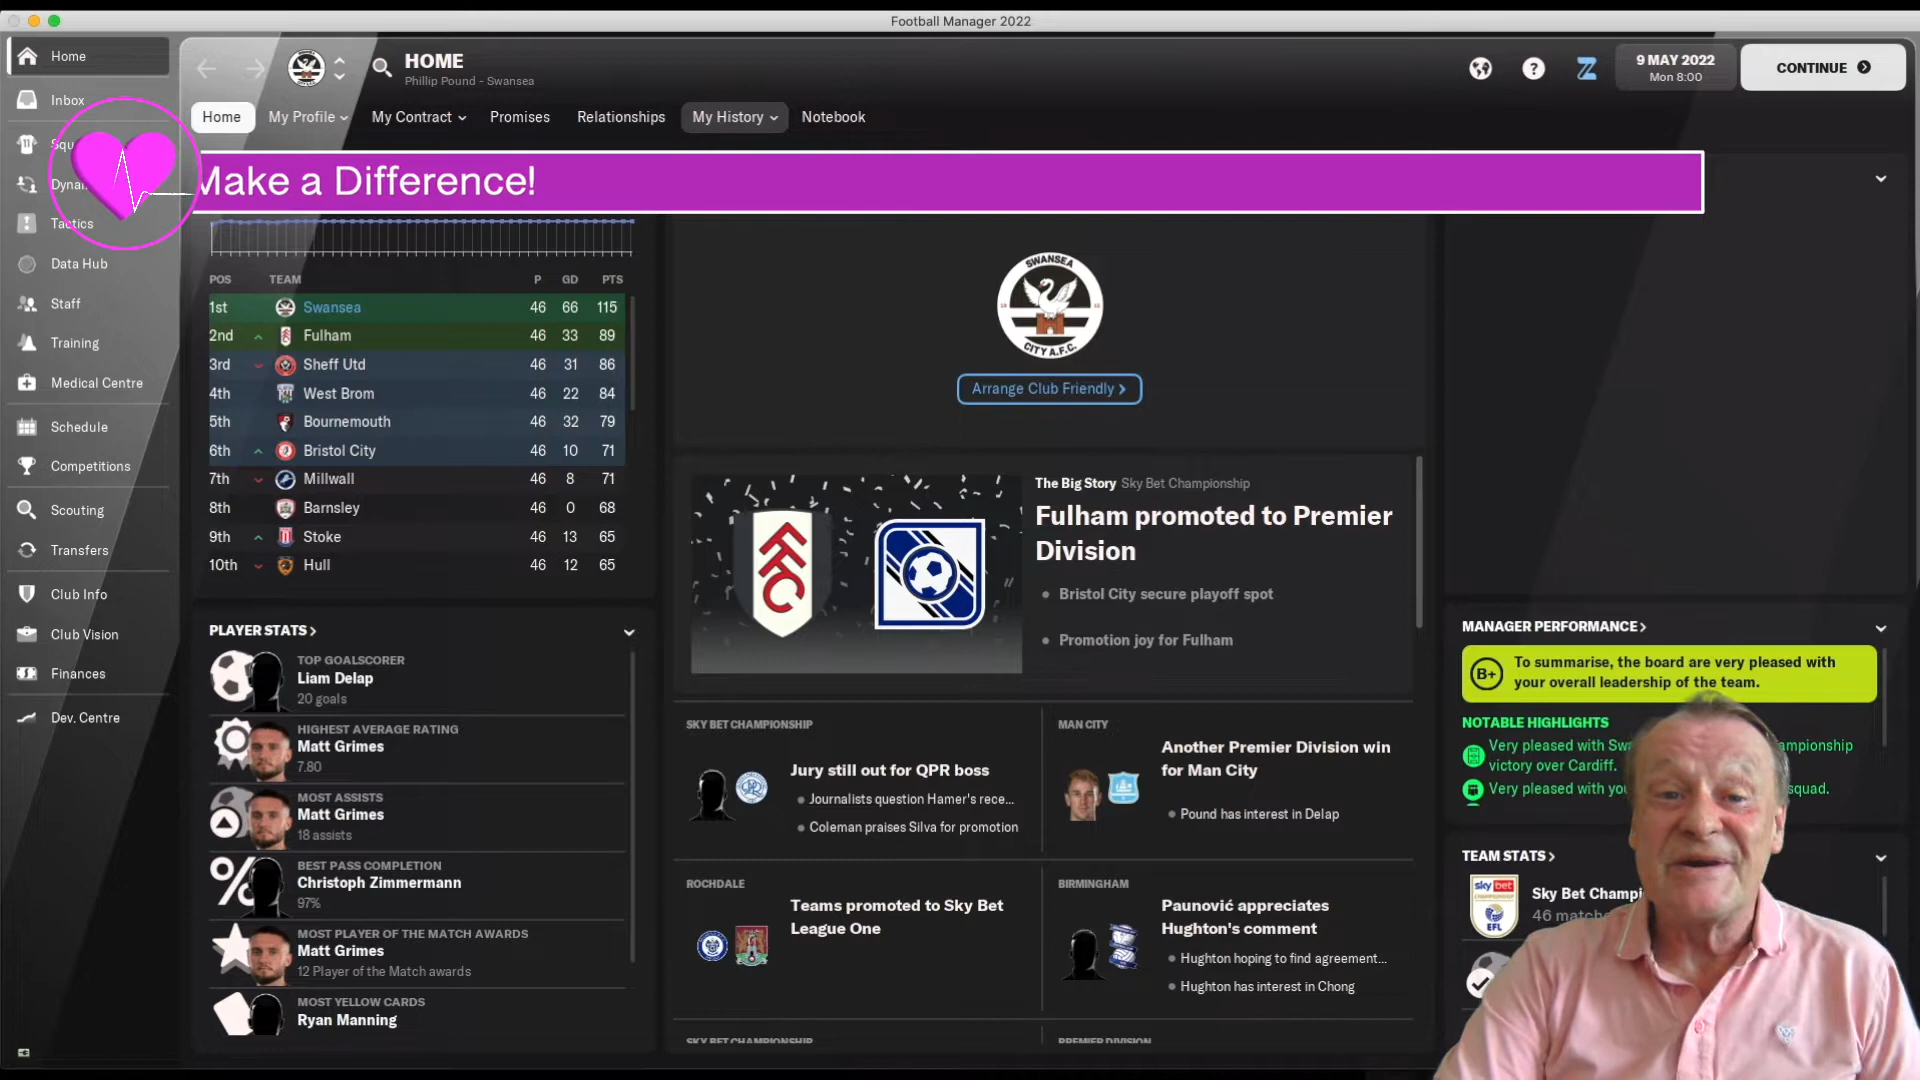 Football Manager 2022
Home
HOME
Phillip Pound - Swansea
9 MAY 2022
Mon 8:00
CONTINUE
Inbox
Home
My Profile
My Contract
Promises
Relationships
My History
Notebook
Make a Difference!
Tactics
Data Hub
Staff
Training
Medical Centre
Schedule
Competitions
Scouting
Transfers
Club Info
Club Vision
Finances
Dev. Centre
POS TEAM P GD PTS
1st Swansea 46 66 115
2nd Fulham 46 33 89
3rd Sheff Utd 46 31 86
4th West Brom 46 22 84
5th Bournemouth 46 32 79
6th Bristol City 46 10 71
7th Millwall 46 8 71
8th Barnsley 46 0 68
9th Stoke 46 13 65
10th Hull 46 12 65
PLAYER STATS
TOP GOALSCORER
Liam Delap
20 goals
HIGHEST AVERAGE RATING
Matt Grimes
7.80
MOST ASSISTS
Matt Grimes
18 assists
BEST PASS COMPLETION
Christoph Zimmermann
97%
MOST PLAYER OF THE MATCH AWARDS
Matt Grimes
12 Player of the Match awards
MOST YELLOW CARDS
Ryan Manning
SWANSEA
CITY A.F.C.
Arrange Club Friendly
The Big Story Sky Bet Championship
Fulham promoted to Premier
Division
Bristol City secure playoff spot
Promotion joy for Fulham
FFC
SKY BET CHAMPIONSHIP
Jury still out for QPR boss
Journalists question Hamer's rece...
Coleman praises Silva for promotion
MAN CITY
Another Premier Division win
for Man City
Pound has interest in Delap
ROCHDALE
Teams promoted to Sky Bet
League One
BIRMINGHAM
Paunović appreciates
Hughton's comment
Hughton hoping to find agreement...
Hughton has interest in Chong
SKY BET CHAMPIONSHIP
PREMIER DIVISION
MANAGER PERFORMANCE
B+
To summarise, the board are very pleased with
your overall leadership of the team.
NOTABLE HIGHLIGHTS
Very pleased with
victory over Cardiff.
Very pleased with squad.
TEAM STATS
sky bet
EFL
Sky Bet
46